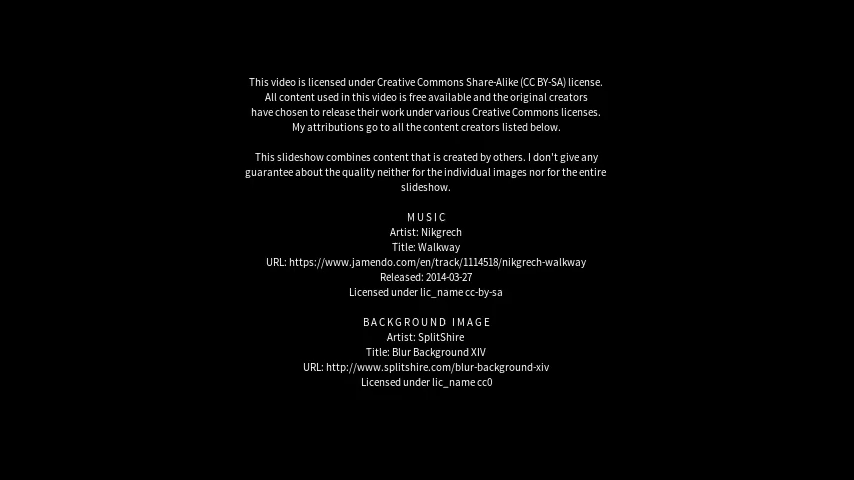 This video is licensed under Creative Commons Share-Alike (CC BY-SA) license.
All content used in this video is free available and the original creators
have chosen to release their work under various Creative Commons licenses.
My attributions go to all the content creators listed below.
This slideshow combines content that is created by others. I don't give any
guarantee about the quality neither for the individual images nor for the entire
slideshow.
MUSIC
Artist: Nikgrech
Title: Walkway
URL: https://www.jamendo.com/en/track/1114518/nikgrech-walkway
Released: 2014-03-27
Licensed under lic_name cc-by-sa
BACKGROUND IMAGE
Artist: SplitShire
Title: Blur Background XIV
URL: http://www.splitshire.com/blur-background-xiv
Licensed under lic_name cc0